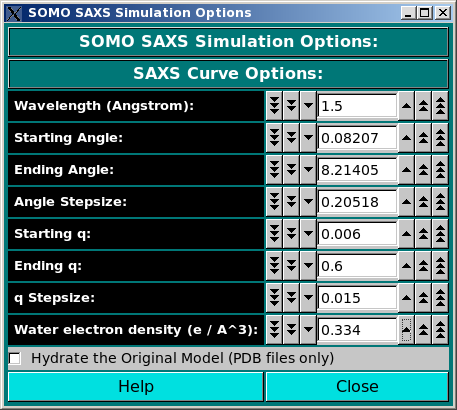 SOMO SAXS Simulation Options
SOMO SAXS Simulation Options:
SAXS Curve Options:
Wavelength (Angstrom): 1.5
Starting Angle: 0.08207
Ending Angle: 8.21405
Angle Stepsize: 0.20518
Starting q: 0.006
Ending q: 0.6
q Stepsize: 0.015
Water electron density (e / A^3): 0.334
Hydrate the Original Model (PDB files only)
Help Close